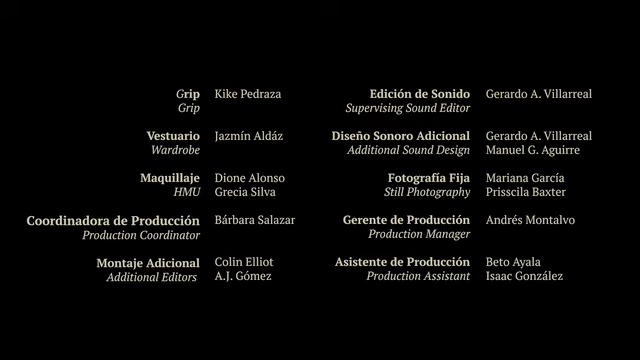 Grip Kike Pedraza
Grip
Vestuario Jazmín Aldáz
Wardrobe
Maquillaje Dione Alonso
HMU Grecia Silva
Coordinadora de Producción Bárbara Salazar
Production Coordinator
Montaje Adicional Colin Elliot
Additional Editors A.J. Gómez
Edición de Sonido Gerardo A. Villarreal
Supervising Sound Editor
Diseño Sonoro Adicional Gerardo A. Villarreal
Additional Sound Design Manuel G. Aguirre
Fotografía Fija Mariana García
Still Photography Prisscila Baxter
Gerente de Producción Andrés Montalvo
Production Manager
Asistente de Producción Beto Ayala
Production Assistant Isaac González